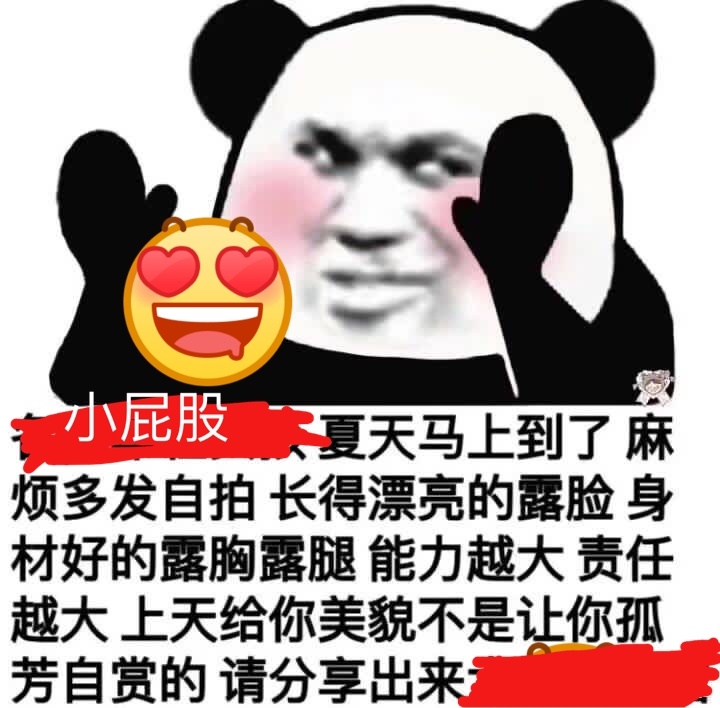 小屁股 夏天马上到了 麻
烦多发自拍 长得漂亮的露脸 身
材好的露胸露腿 能力越大 责任
越大 上天给你美貌不是让你孤
芳自赏的 请分享出来